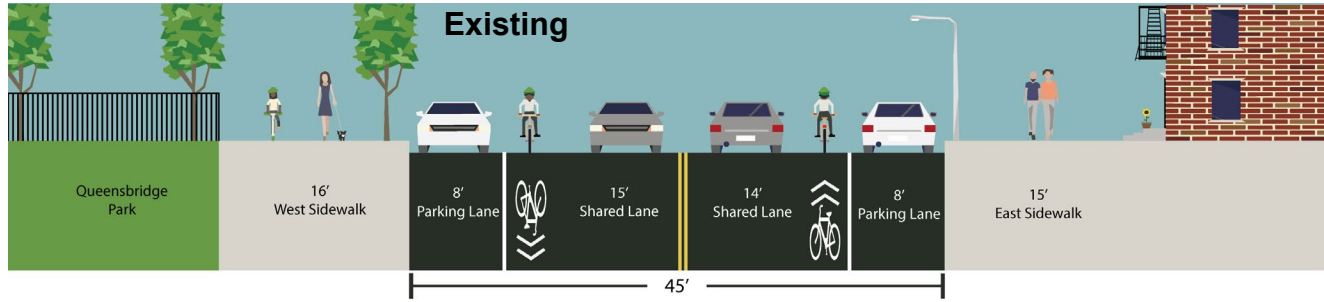 Existing
Queensbridge
Park
16'
West Sidewalk
8'
Parking Lane
15'
Shared Lane
14'
Shared Lane
8'
Parking Lane
15'
East Sidewalk
45'